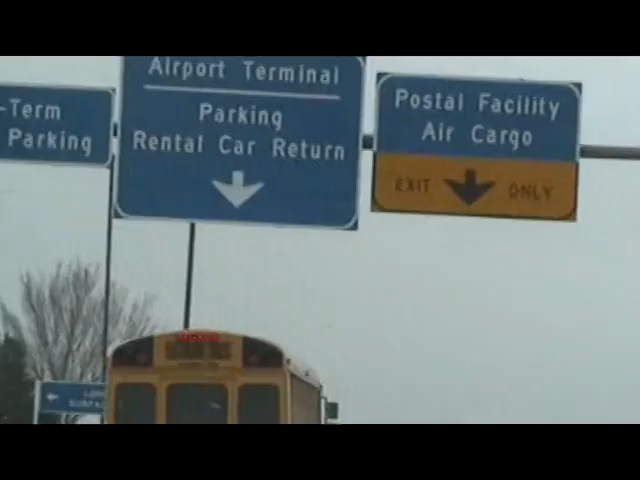 -Term
Parking
Airport Terminal
Parking
Rental Car Return
Postal Facility
Air Cargo
EXIT ONLY